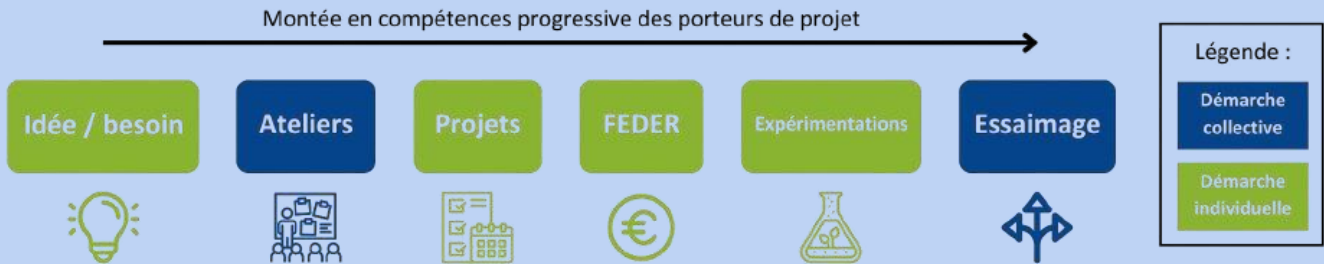 Montée en compétences progressive des porteurs de projet
Idée / besoin
Ateliers
Projets
FEDER
Expérimentations
Essaimage
Légende :
Démarche
collective
Démarche
individuelle